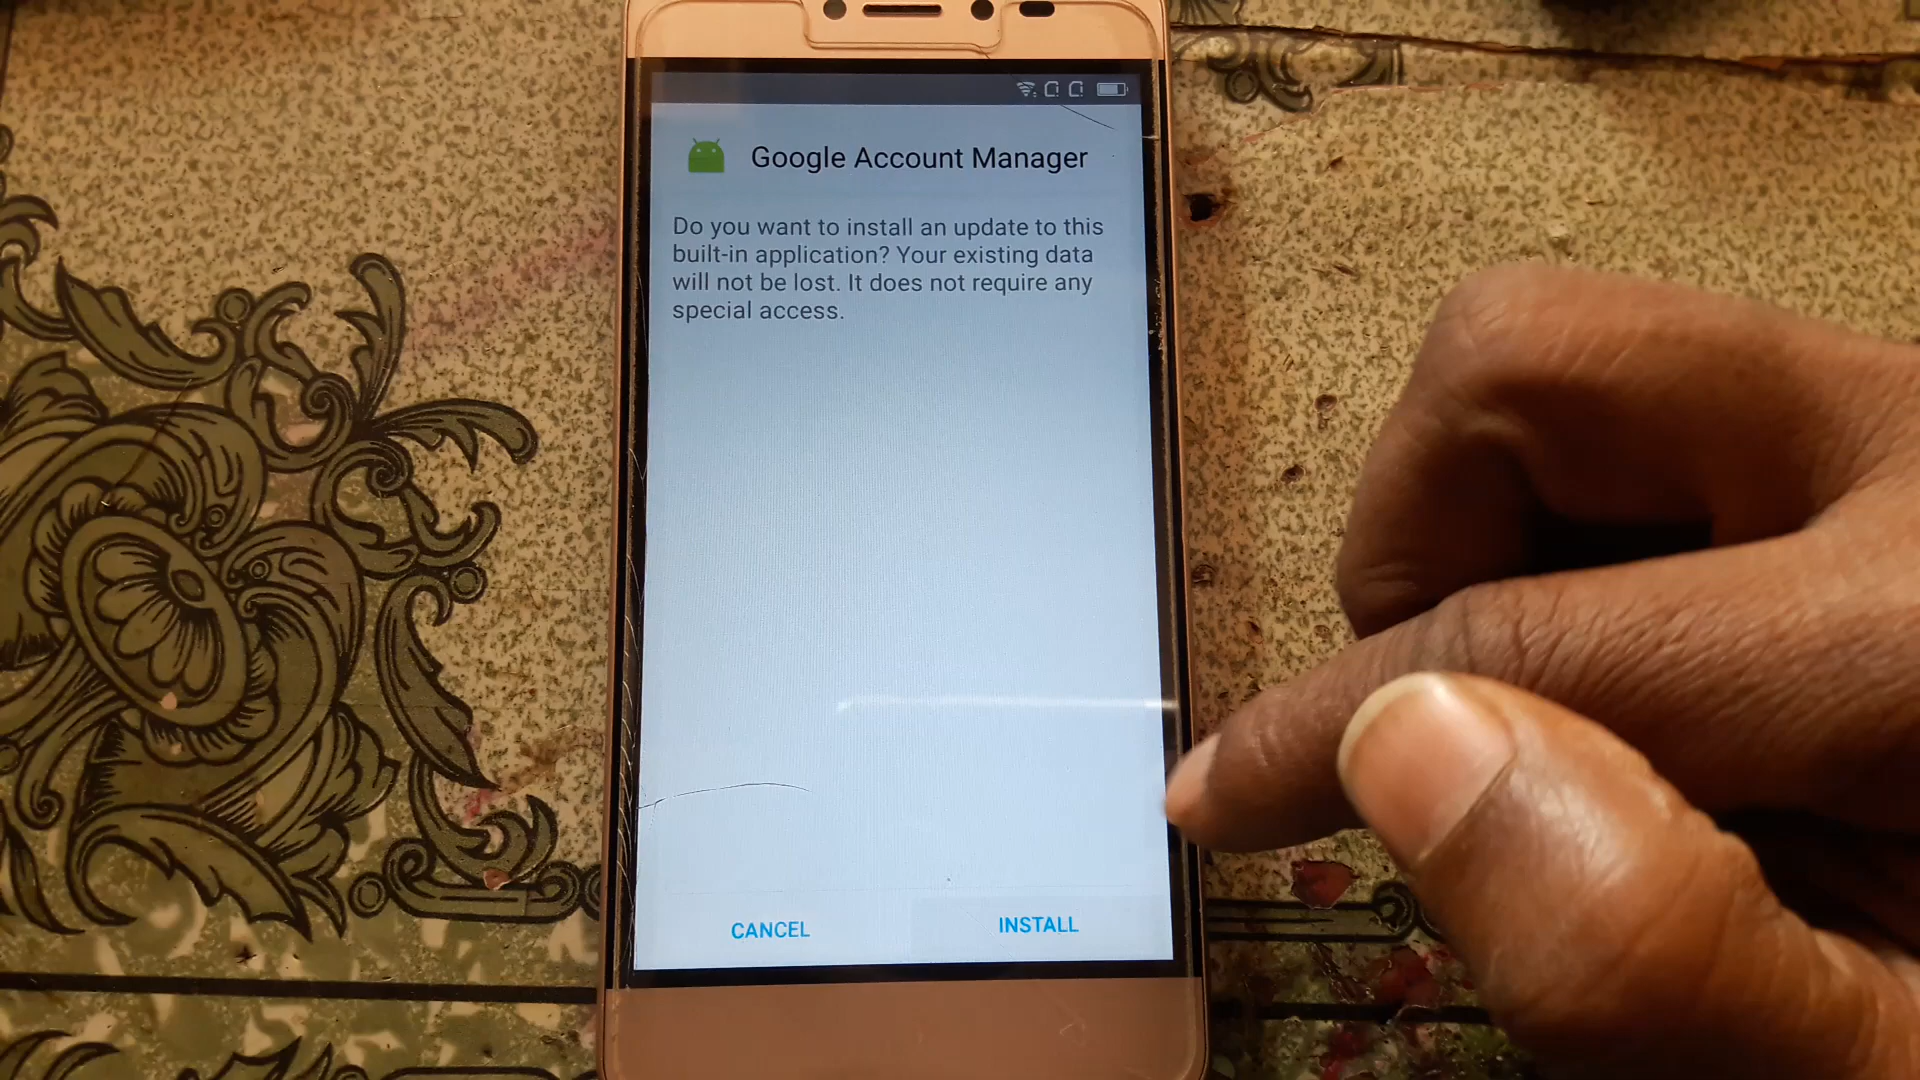 Google Account Manager
Do you want to install an update to this
built-in application? Your existing data
will not be lost. It does not require any
special access.
CANCEL
INSTALL